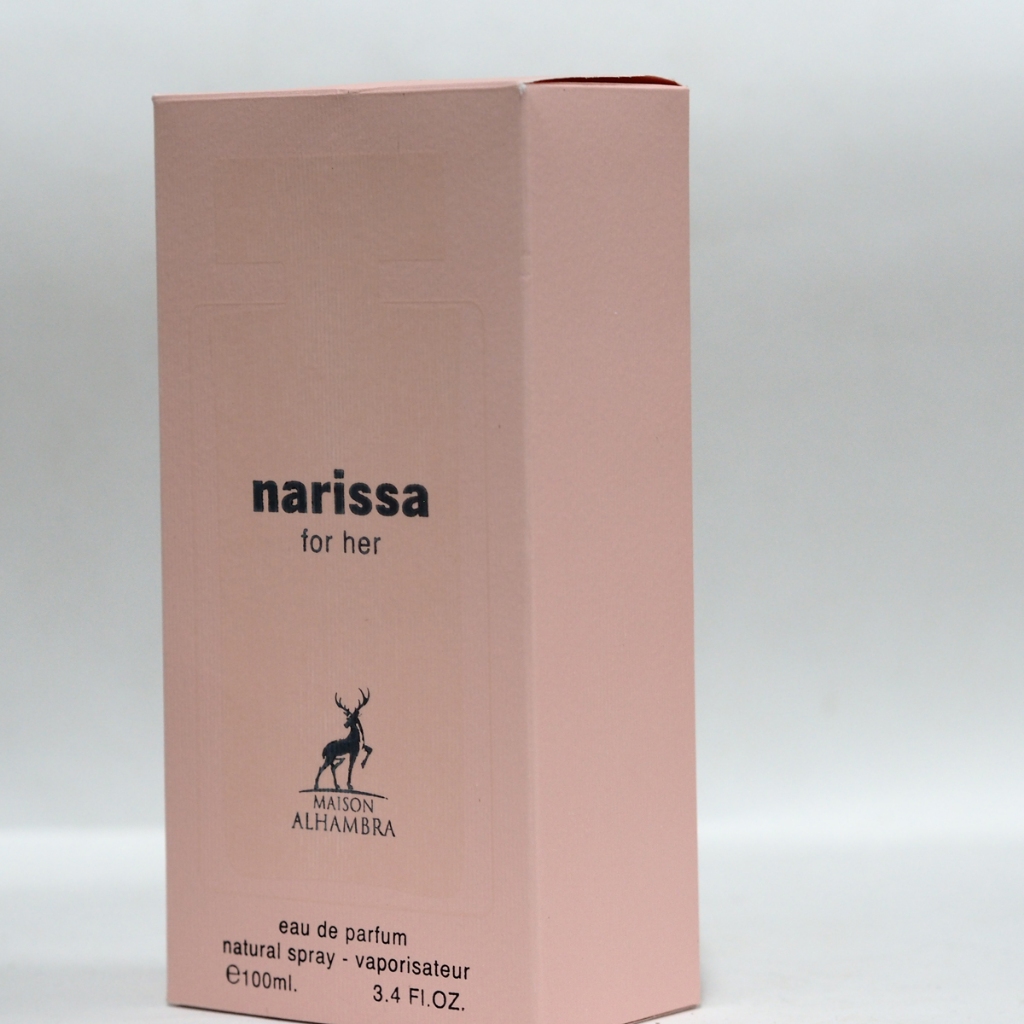 narissa
for her
MAISON
ALHAMBRA
eau de parfum
natural spray - vaporisateur
℮100ml. 3.4 Fl.OZ.